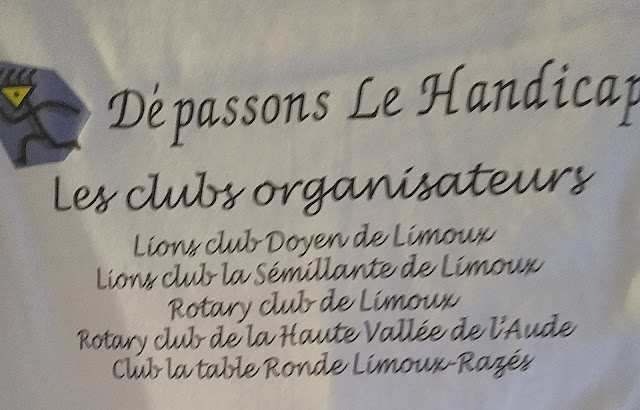 Dépassons Le Handicap
Les clubs organisateurs
Lions club Doyen de Limoux
Lions club la Sémillante de Limoux
Rotary club de Limoux
Rotary club de la Haute Vallée de l'Aude
Club la table Ronde Limoux-Razés